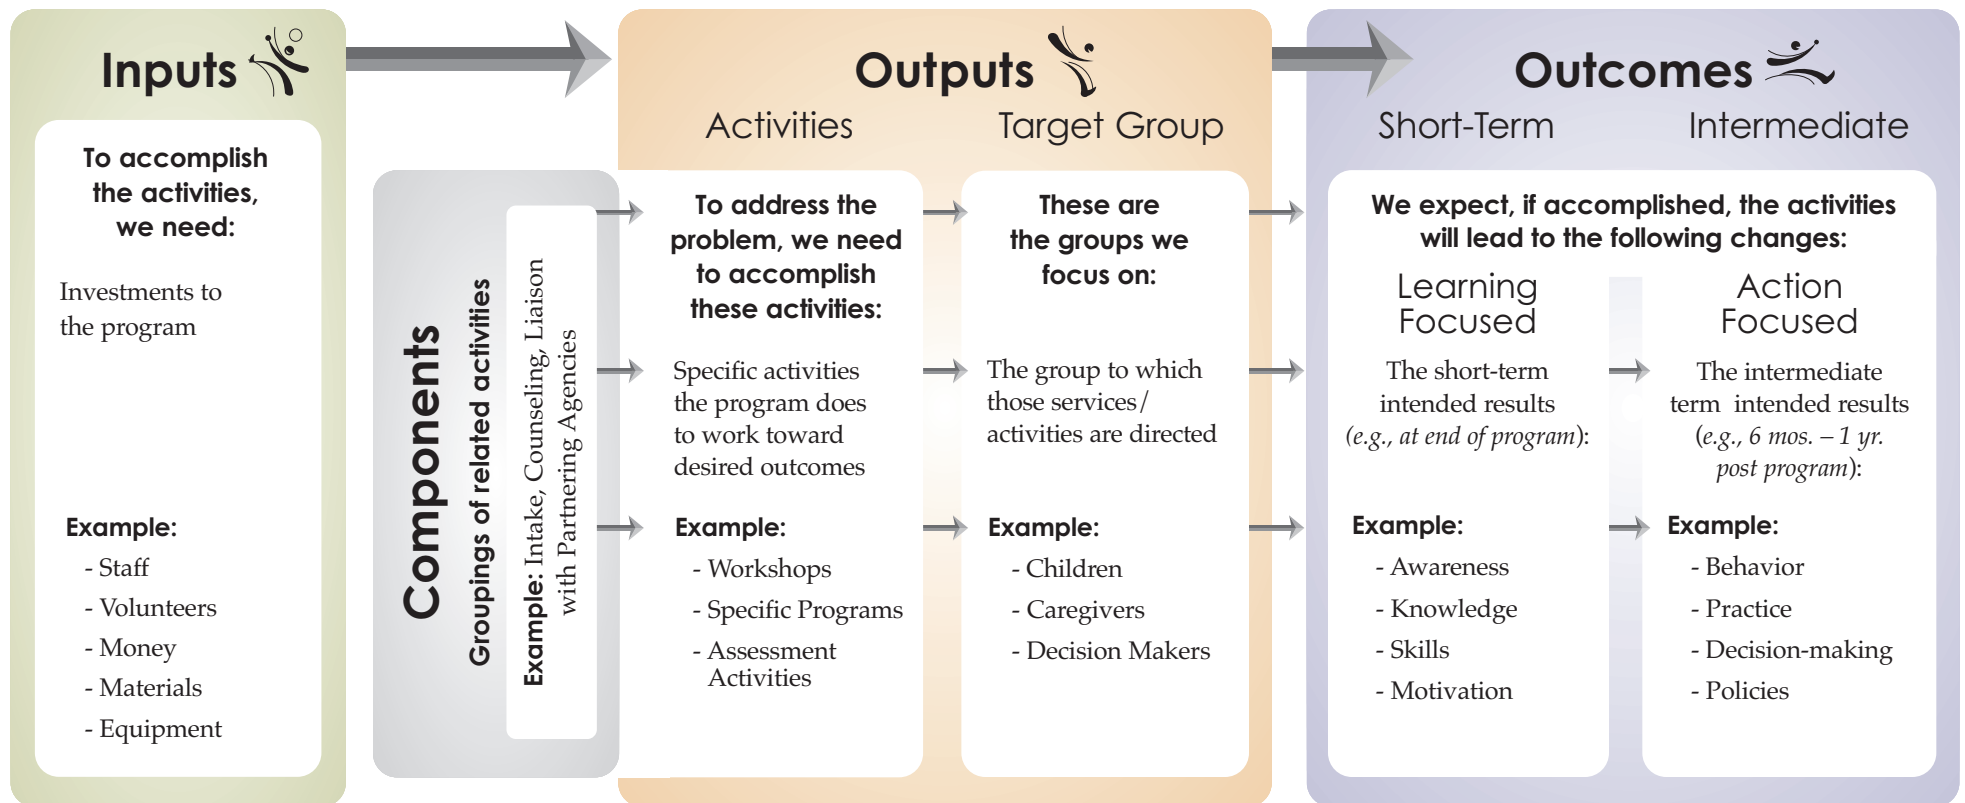 Inputs
To accomplish
the activities,
we need:
Investments to
the program
Example:
- Staff
- Volunteers
- Money
- Materials
- Equipment
Components
Groupings of related activities
Example: Intake, Counseling, Liaison
with Partnering Agencies
Outputs
Activities
To address the
problem, we need
to accomplish
these activities:
Specific activities
the program does
to work toward
desired outcomes
Example:
- Workshops
- Specific Programs
- Assessment
Activities
Target Group
These are
the groups we
focus on:
The group to which
those services/
activities are directed
Example:
- Children
- Caregivers
- Decision Makers
Outcomes
Short-Term
Intermediate
We expect, if accomplished, the activities
will lead to the following changes:
Learning
Focused
The short-term
intended results
(e.g., at end of program):
Example:
- Awareness
- Knowledge
- Skills
- Motivation
Action
Focused
The intermediate
term intended results
(e.g., 6 mos. – 1 yr.
post program):
Example:
- Behavior
- Practice
- Decision-making
- Policies